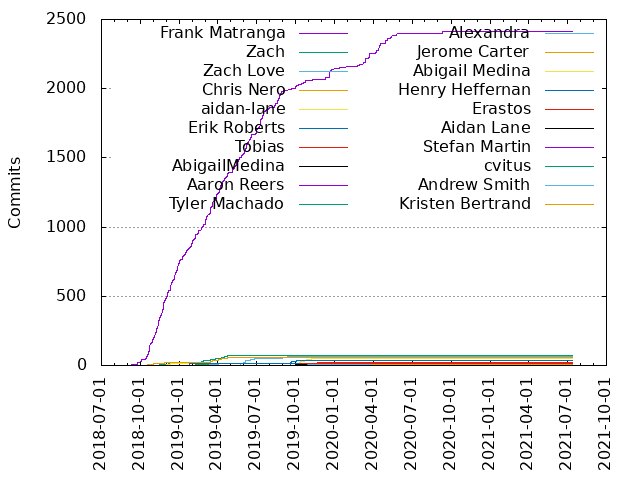 2500
2000
1500
1000
500
0
Commits
Frank Matranga
Zach
Zach Love
Chris Nero
aidan-lane
Erik Roberts
Tobias
AbigailMedina
Aaron Reers
Tyler Machado
Alexandra
Jerome Carter
Abigail Medina
Henry Heffernan
Erastos
Aidan Lane
Stefan Martin
cvitus
Andrew Smith
Kristen Bertrand
2018-07-01
2018-10-01
2019-01-01
2019-04-01
2019-07-01
2019-10-01
2020-01-01
2020-04-01
2020-07-01
2020-10-01
2021-01-01
2021-04-01
2021-07-01
2021-10-01